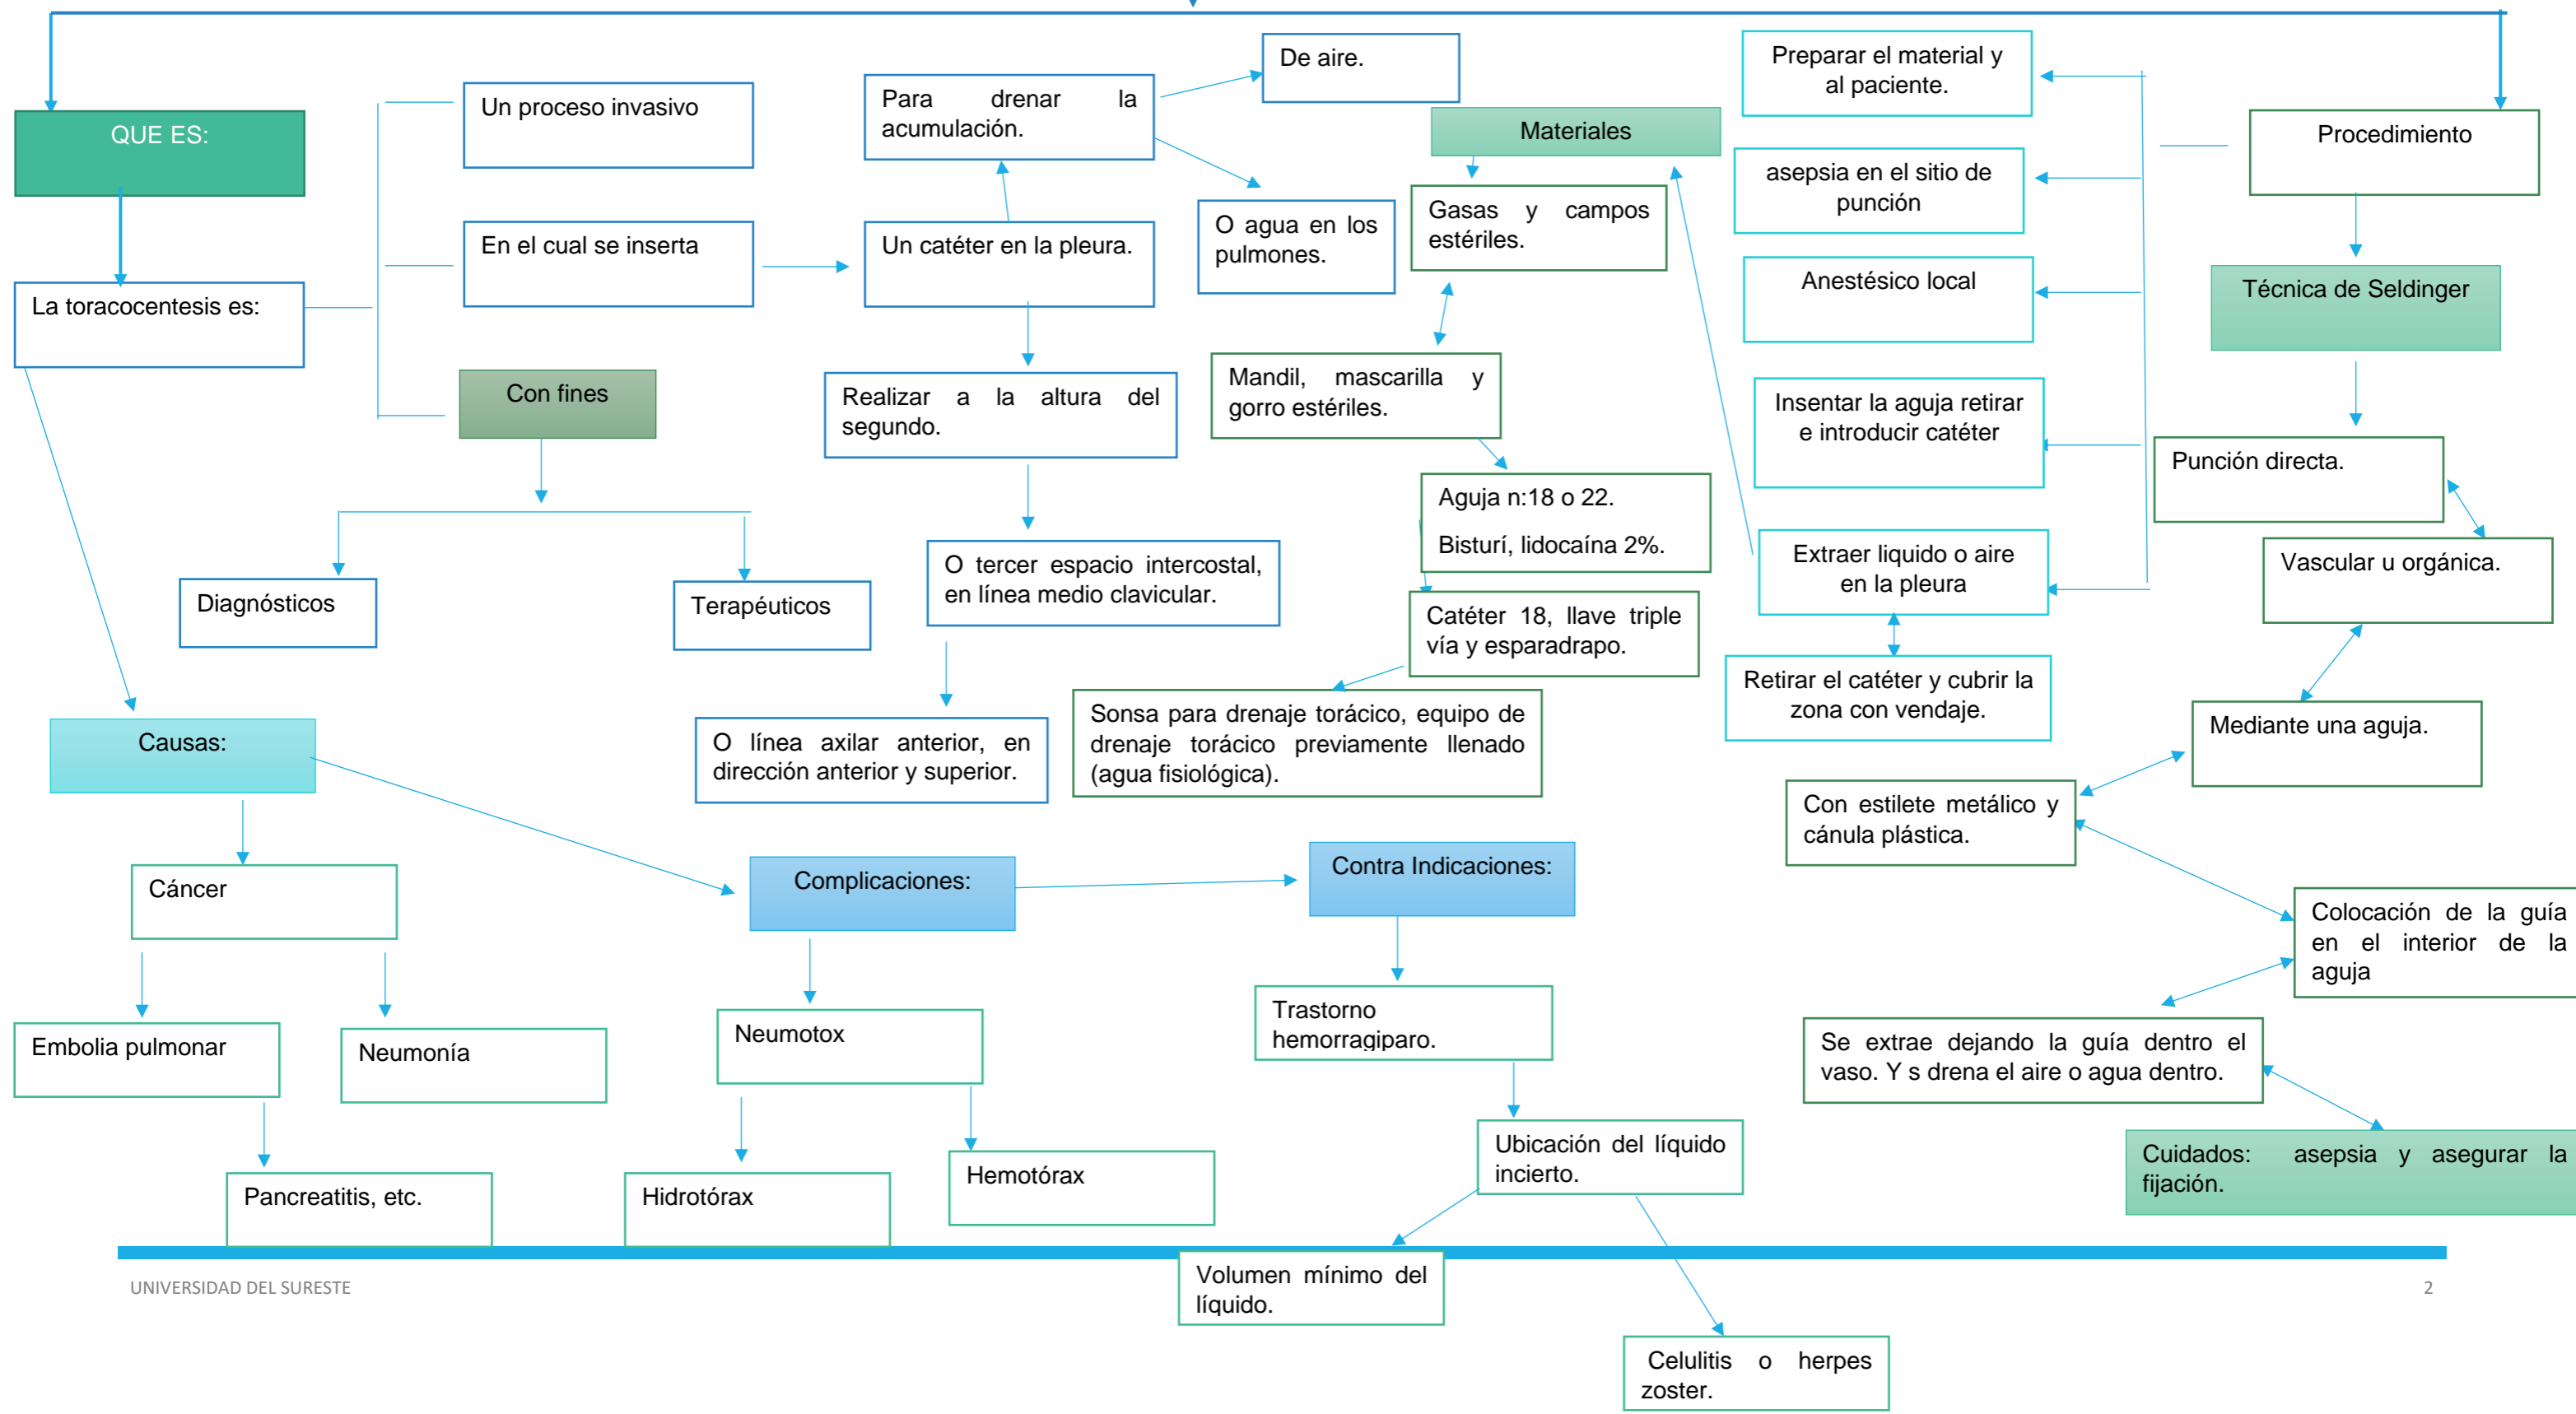 QUE ES:
La toracocentesis es:
Un proceso invasivo
En el cual se inserta
Con fines
Diagnósticos
Terapéuticos
Para drenar la
acumulación.
De aire.
O agua en los
pulmones.
Un catéter en la pleura.
Realizar a la altura del
segundo.
O tercer espacio intercostal,
en línea medio clavicular.
O línea axilar anterior, en
dirección anterior y superior.
Materiales
Gasas y campos
estériles.
Mandil, mascarilla y
gorro estériles.
Aguja n:18 o 22.
Bisturí, lidocaína 2%.
Catéter 18, llave triple
vía y esparadrapo.
Sonsa para drenaje torácico, equipo de
drenaje torácico previamente llenado
(agua fisiológica).
Preparar el material y
al paciente.
asepsia en el sitio de
punción
Anestésico local
Insentar la aguja retirar
e introducir catéter
Extraer liquido o aire
en la pleura
Retirar el catéter y cubrir la
zona con vendaje.
Procedimiento
Técnica de Seldinger
Punción directa.
Vascular u orgánica.
Mediante una aguja.
Con estilete metálico y
cánula plástica.
Colocación de la guía
en el interior de la
aguja
Se extrae dejando la guía dentro el
vaso. Y s drena el aire o agua dentro.
Cuidados: asepsia y asegurar la
fijación.
Causas:
Cáncer
Embolia pulmonar
Neumonía
Pancreatitis, etc.
Complicaciones:
Neumotox
Hidrotórax
Hemotórax
Contra Indicaciones:
Trastorno
hemorragiparo.
Ubicación del líquido
incierto.
Volumen mínimo del
líquido.
Celulitis o herpes
zoster.
UNIVERSIDAD DEL SURESTE
2